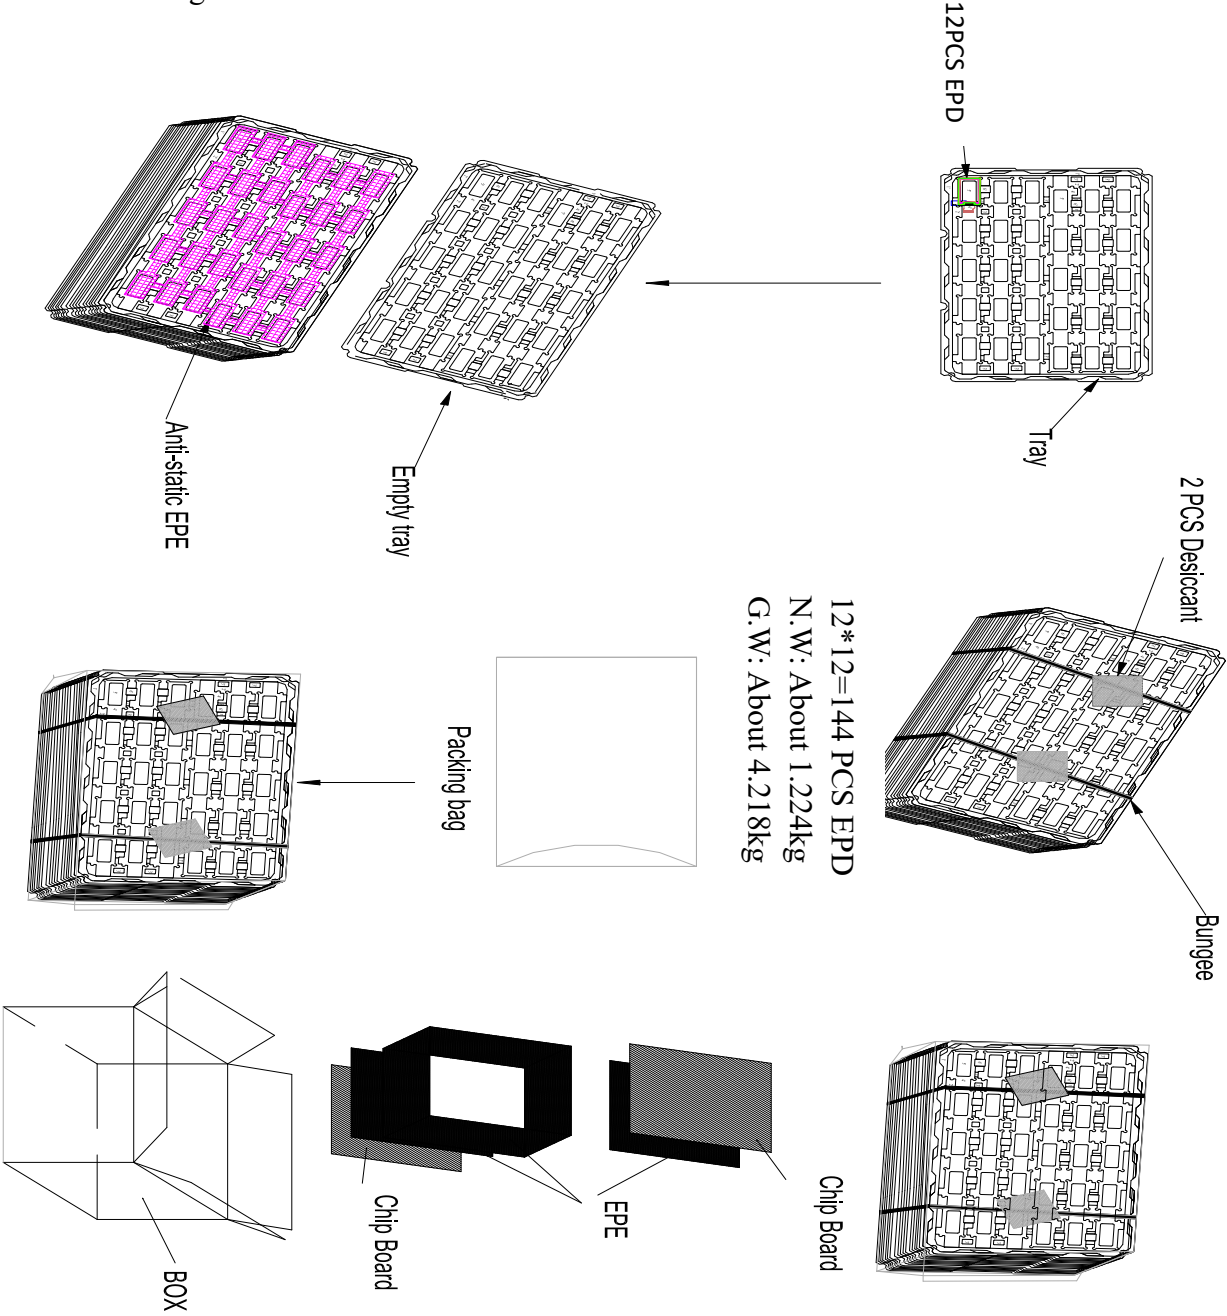 12PCS EPD
Tray
Empty tray
Anti-static EPE
2 PCS Desiccant
Bungee
12*12=144 PCS EPD
N.W: About 1.224kg
G.W: About 4.218kg
Packing bag
Chip Board
EPE
Chip Board
BOX